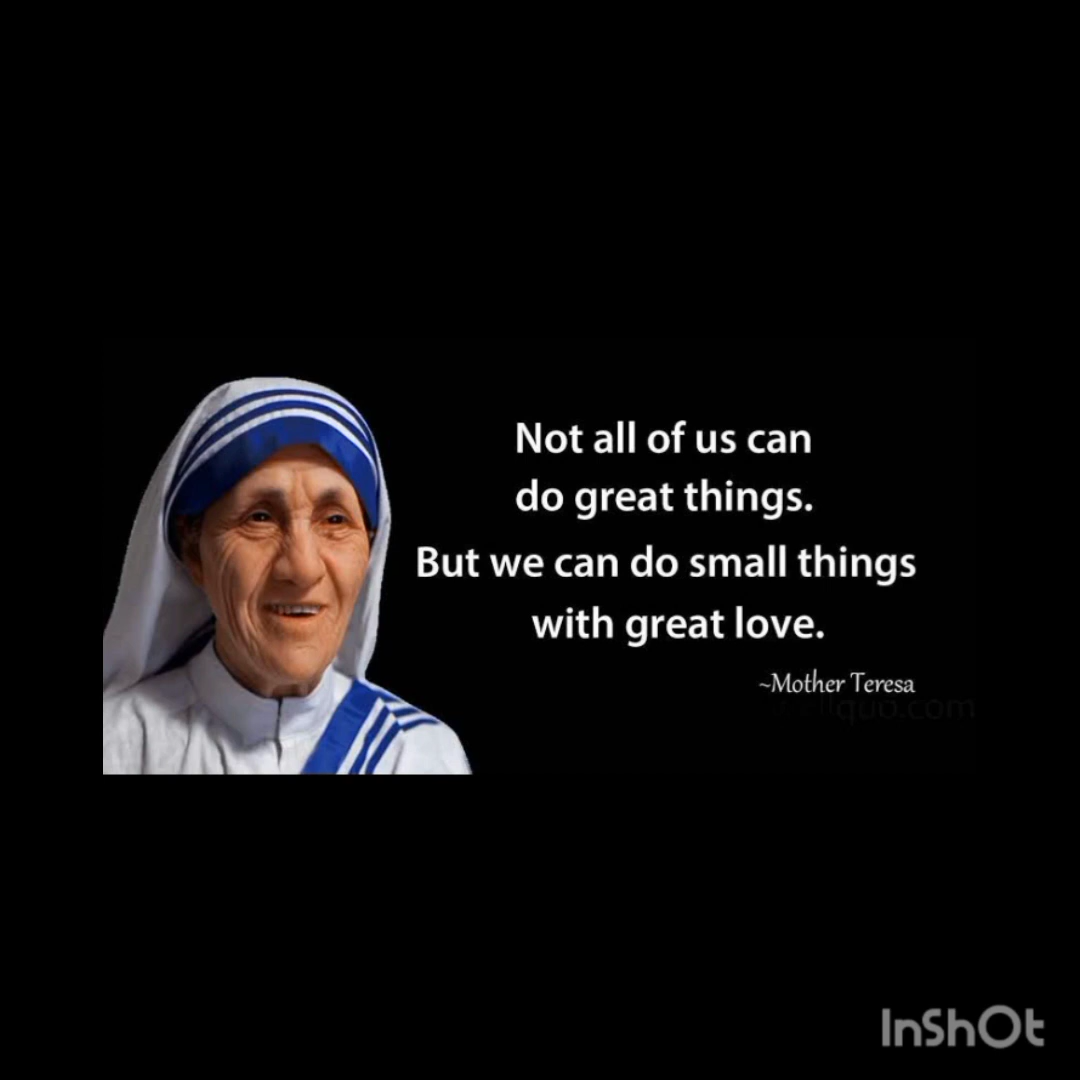 Not all of us can
do great things.
But we can do small things
with great love.
~Mother Teresa
InShOt